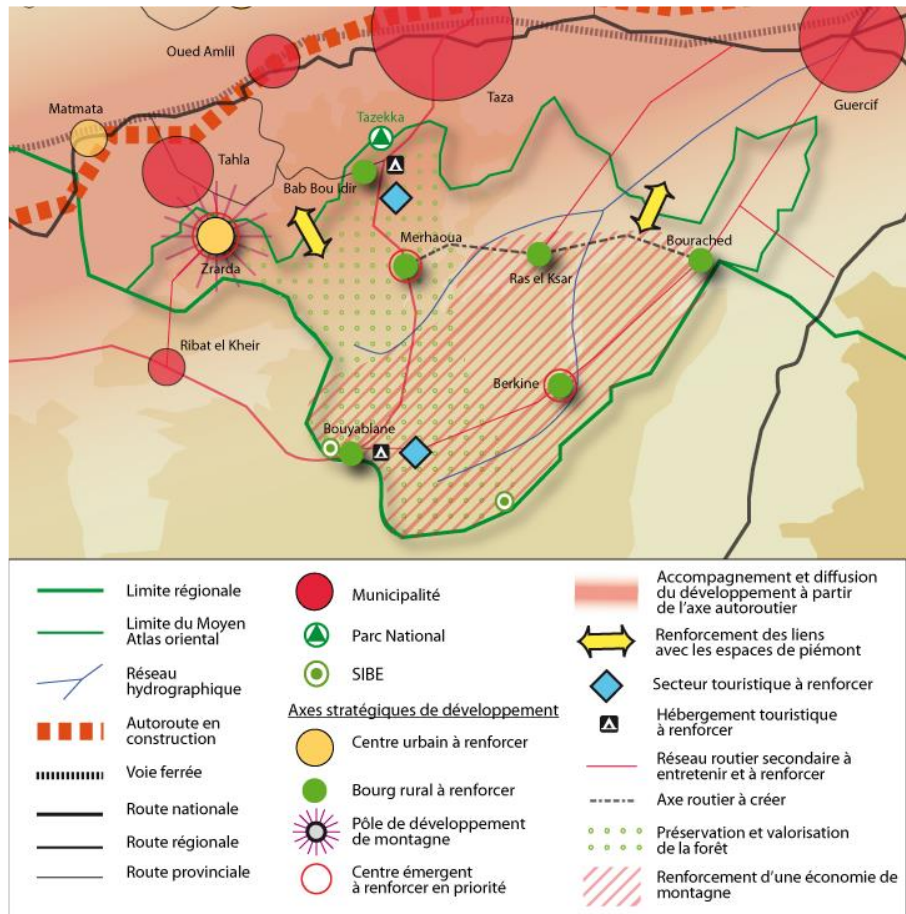 Oued Amlil
Taza
Guercif
Matmata
Tazekka
Tahla
Bab Bou Idir
Merhaoua
Bourached
Zrarda
Ras el Ksar
Ribat el Kheir
Berkine
Bouyablane
Limite régionale
Limite du Moyen
Atlas oriental
Réseau
hydrographique
Autoroute en
construction
Voie ferrée
Route nationale
Route régionale
Route provinciale
Municipalité
Parc National
SIBE
Axes stratégiques de développement
Centre urbain à renforcer
Bourg rural à renforcer
Pôle de développement
de montagne
Centre émergent
à renforcer en priorité
Accompagnement et diffusion
du développement à partir
de l'axe autoroutier
Renforcement des liens
avec les espaces de piémont
Secteur touristique à renforcer
Hébergement touristique
à renforcer
Réseau routier secondaire à
entretenir et à renforcer
Axe routier à créer
Préservation et valorisation
de la forêt
Renforcement d'une économie de
montagne